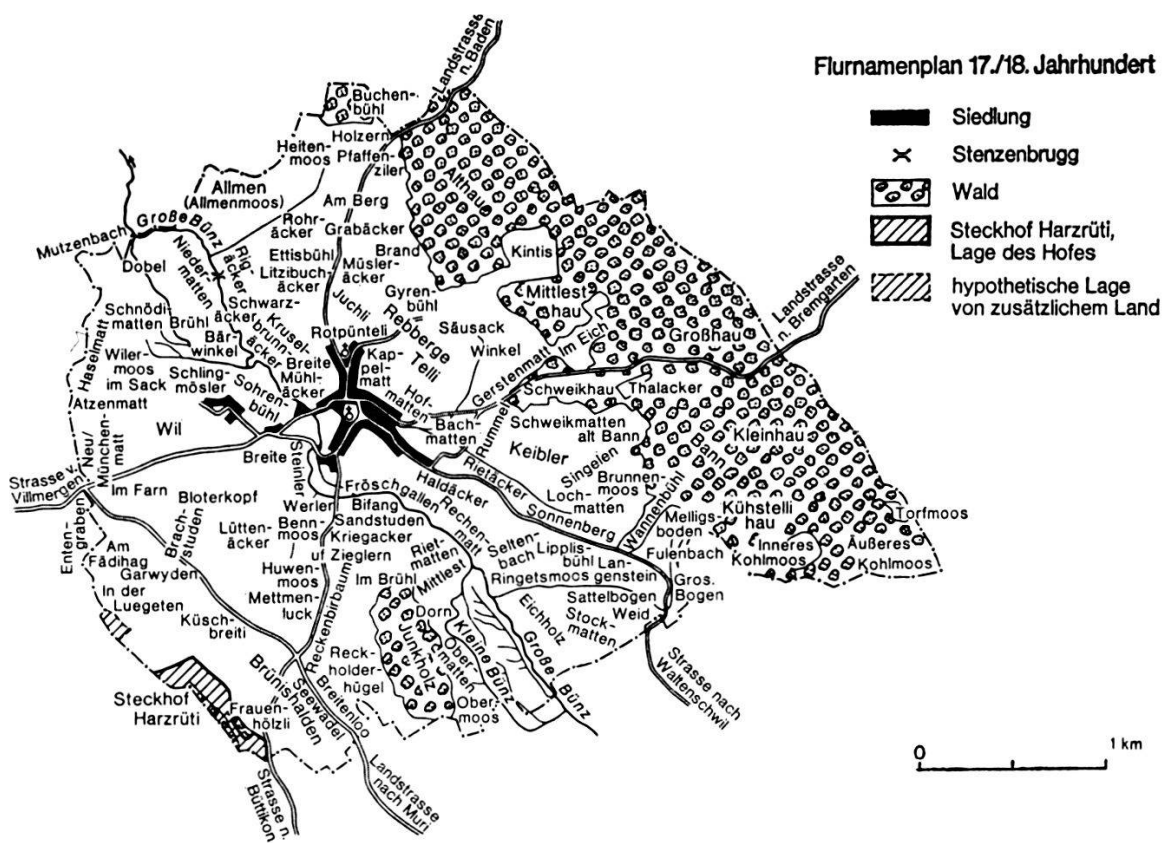 Flurnamenplan 17./18. Jahrhundert
Siedlung
Stenzenbrugg
Wald
Steckhof Harzrüti,
Lage des Hofes
hypothetische Lage
von zusätzlichem Land
0
1 km
Landstrasse
n. Baden
Buchen-
bühl
Holzern
Heiten-
moos
Pfaffen-
ziler
Allmen
(Allmenmoos)
Althau
Am Berg
Rohr-
äcker
Grabäcker
Große Bünz
Mutzenbach
Dobel
Nieder-
matten
Rig-
äcker
Ettisbühl
Brand
Litzibuch-
äcker
Müsler-
äcker
Kintis
Gyren-
bühl
Mittlest
hau
Landstrasse
n. Bremgarten
Schnödi-
matten
Brühl
Schwarz-
äcker
Juchli
Rebberge
Säusack
Großhau
Krusel-
brunn-
äcker
Rotpünteli
Bär-
winkel
Winkel
Im Eich
Haselmatt
Wiler-
moos
im Sack
Breite
Kap-
pelmatt
Telli
Gerstenmatt
Schling-
mösler
Mühl-
äcker
Schweikhau
Thalacker
Sohren-
bühl
Hof-
matten
Atzenmatt
Bach-
matten
Rummel
Schweikmatten
alt Bann
Kleinhau
Wil
Neu/
München-
matt
Breite
Keibler
Bann
Steinler
Singeien
Strasse v.
Villmergen
Im Farn
Bloterkopf
Fröschgallen
Haldäcker
Rietäcker
Brunnen-
moos
Loch-
matten
Wannenbühl
Kühstelli
hau
Torfmoos
Enten-
graben
Brach-
rystuden
Werler
Bifang
Sandstuden
Kriegacker
Rechen-
matt
Sonnenberg
Melligs-
boden
Lütten-
äcker
Benn-
moos
Am
Fädihag
Garwyden
uf Zieglern
Riet-
matten
Selten-
bach
Lipplis-
bühl
Lan-
genstein
Fulenbach
Inneres
Kohlmoos
Äußeres
Kohlmoos
Huwen-
moos
Im Brühl
Mittlest
Ringetsmoos
Gros.
Bogen
In der
Luegeten
Mettmen-
luck
Reckenbirbaum
Sattelbogen
Küsch-
breiti
Dorn
Eichholz
Weid
Stock-
matten
Junkholz
Ober-
matten
Kleine Bünz
Große Bünz
Reck-
holder-
hügel
Strasse nach
Waltenschwil
Steckhof
Harzrüti
Brünishalden
Seewadel
Breitenloo
Ober-
moos
Frauen-
hölzli
Strasse n.
Büttikon
Landstrasse
nach Muri